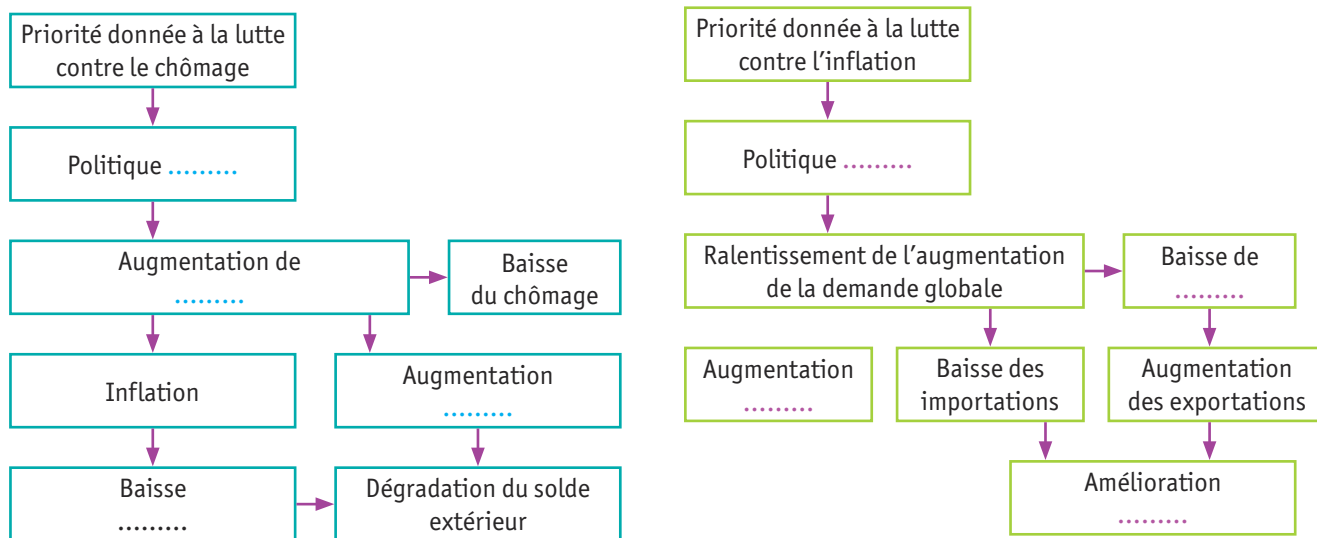 Priorité donnée à la lutte
contre le chômage
Politique .........
Augmentation de
.........
Baisse
du chômage
Inflation
Augmentation
.........
Baisse
.........
Dégradation du solde
extérieur
Priorité donnée à la lutte
contre l'inflation
Politique .........
Ralentissement de l'augmentation
de la demande globale
Baisse de
.........
Augmentation
.........
Baisse des
importations
Augmentation
des exportations
Amélioration
.........